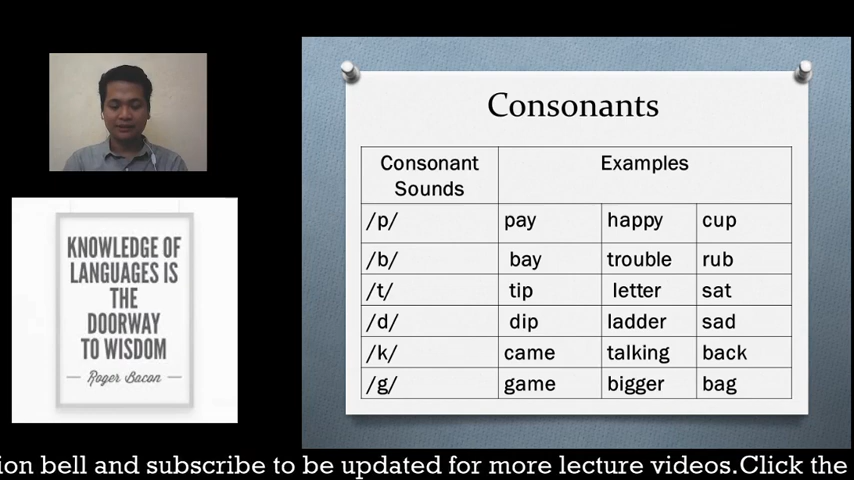 Consonants
Consonant Sounds Examples
/p/ pay happy cup
/b/ bay trouble rub
/t/ tip letter sat
/d/ dip ladder sad
/k/ came talking back
/g/ game bigger bag
KNOWLEDGE OF
LANGUAGES IS
THE
DOORWAY
TO WISDOM
Roger Bacon
ion bell and subscribe to be updated for more lecture videos.Click the